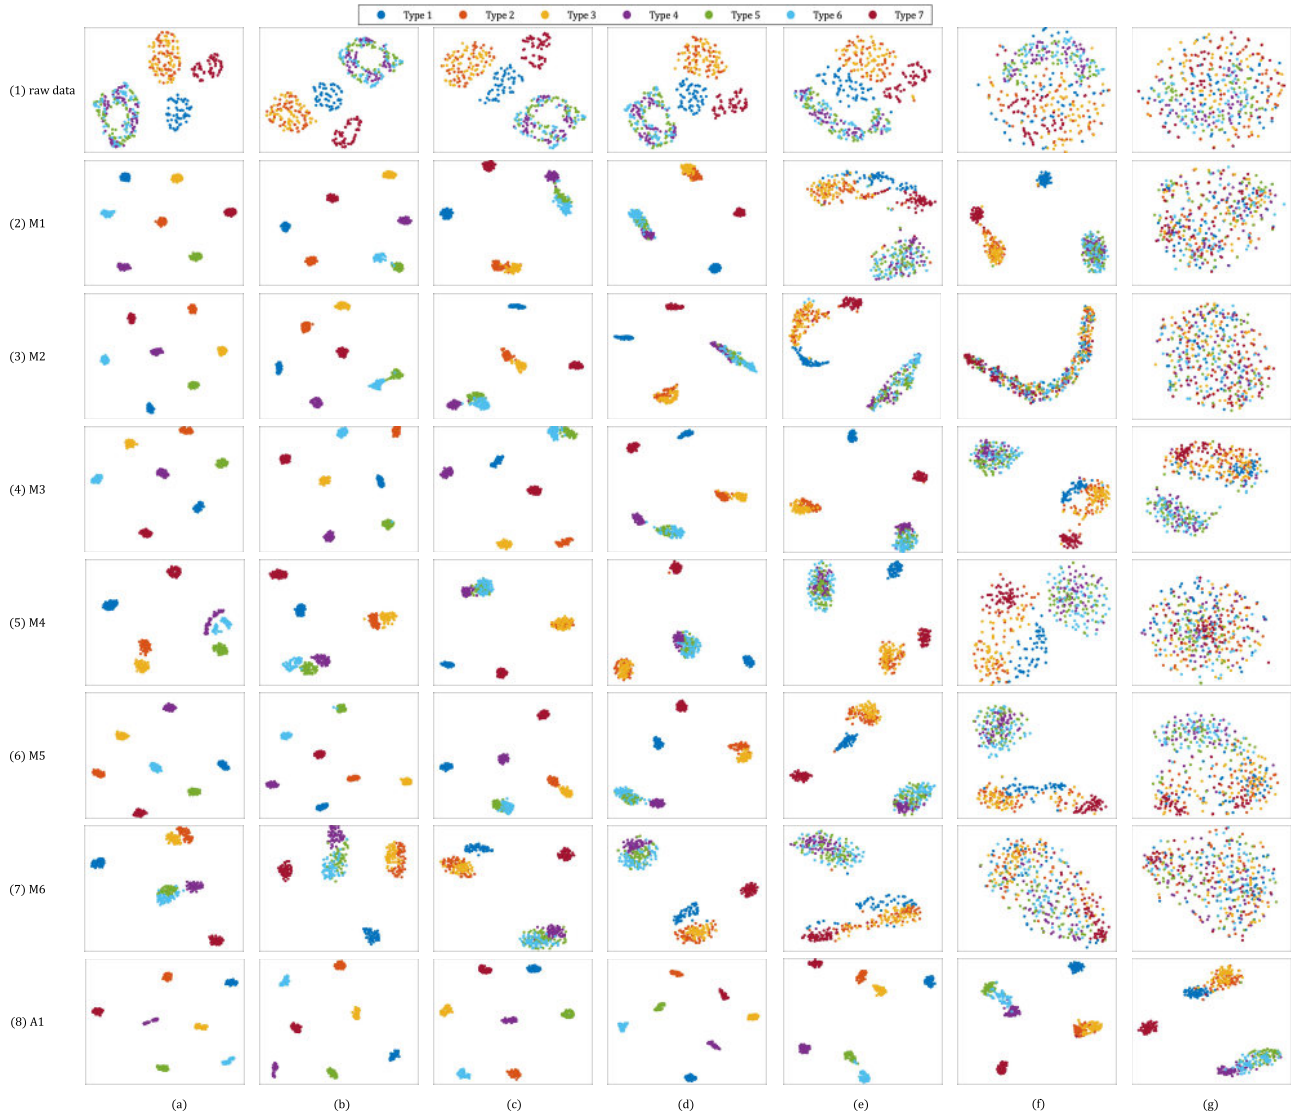 Type 1 Type 2 Type 3 Type 4 Type 5 Type 6 Type 7
(1) raw data
(2) M1
(3) M2
(4) M3
(5) M4
(6) M5
(7) M6
(8) A1
(a) (b) (c) (d) (e) (f) (g)